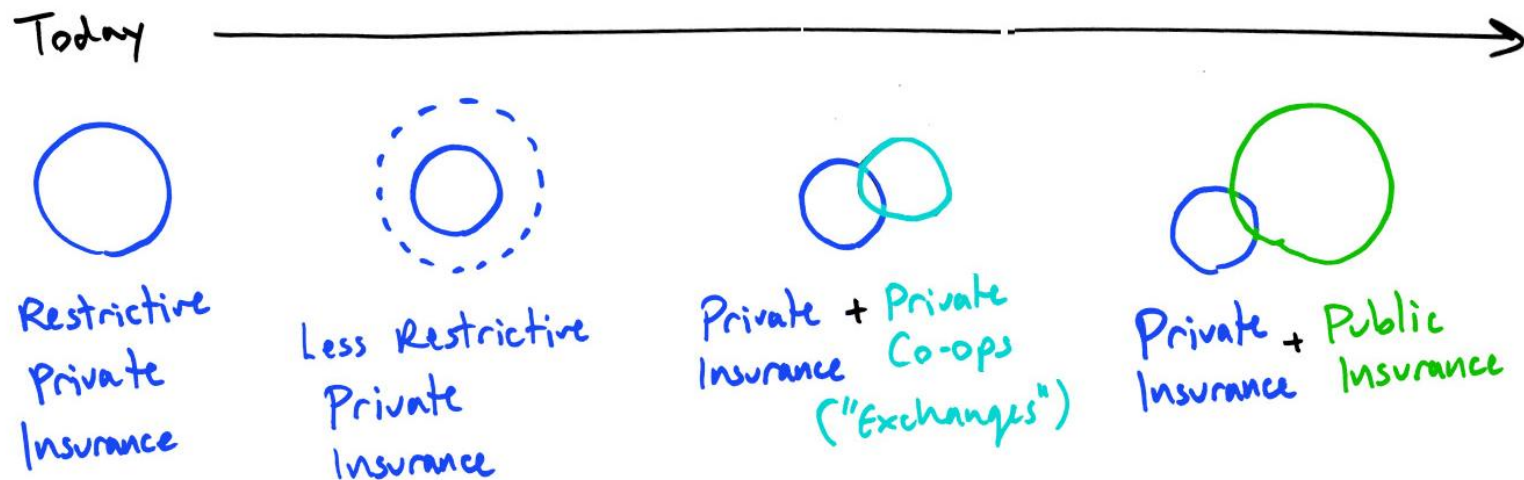 Today
Restrictive
Private
Insurance
Less Restrictive
Private
Insurance
Private + Private
Insurance Co-ops
("Exchanges")
Private + Public
Insurance Insurance